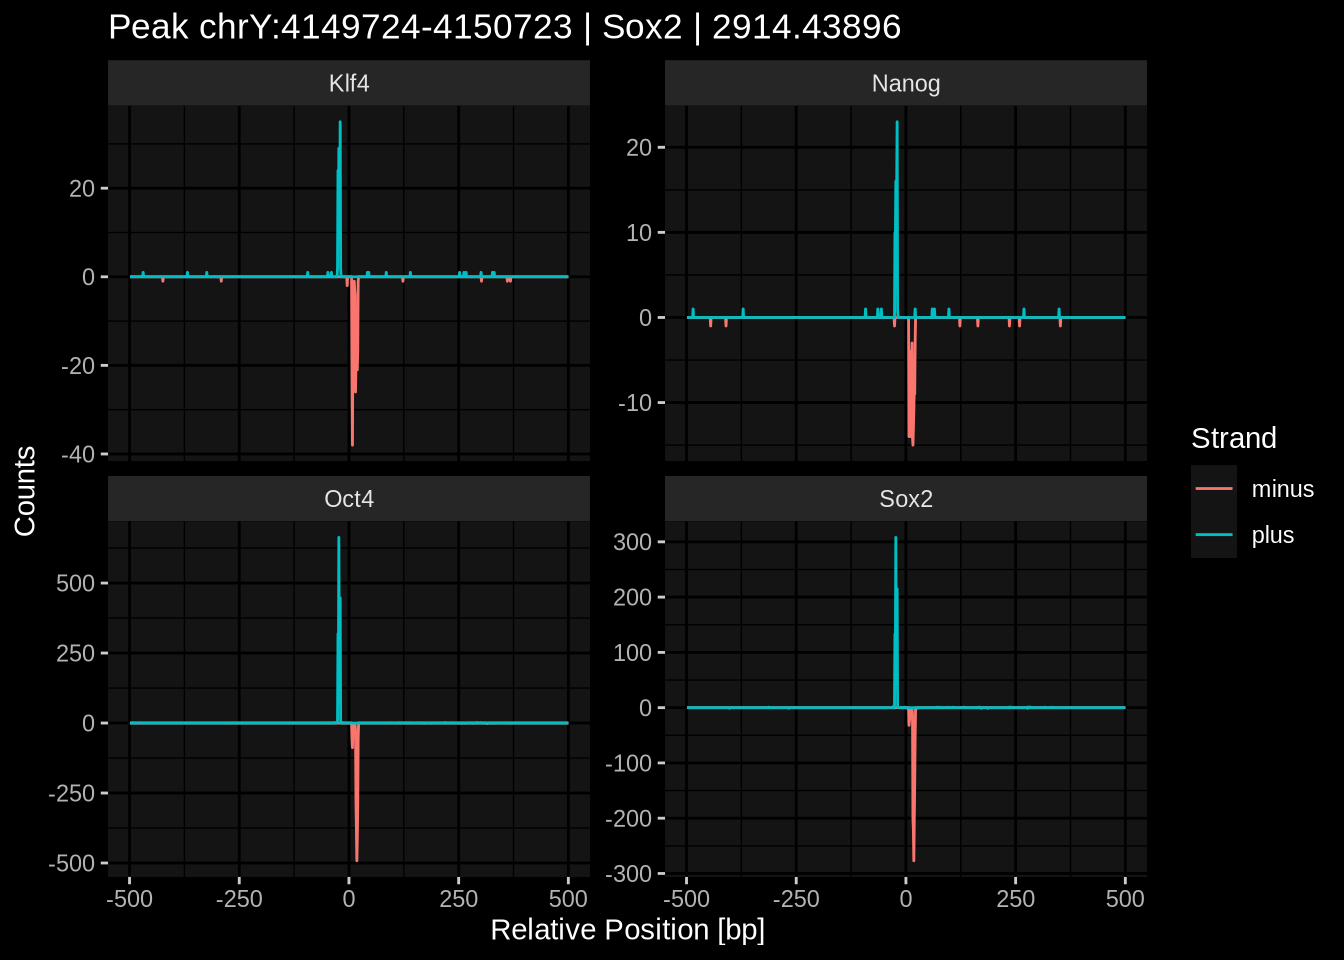 Peak chrY:4149724-4150723 | Sox2 | 2914.43896
Klf4
20
0
-20
-40
Nanog
20
10
0
-10
Oct4
500
250
0
-250
-500
-500 -250 0 250 500
Sox2
300
200
100
0
-100
-200
-300
-500 -250 0 250 500
Counts
Relative Position [bp]
Strand
minus
plus